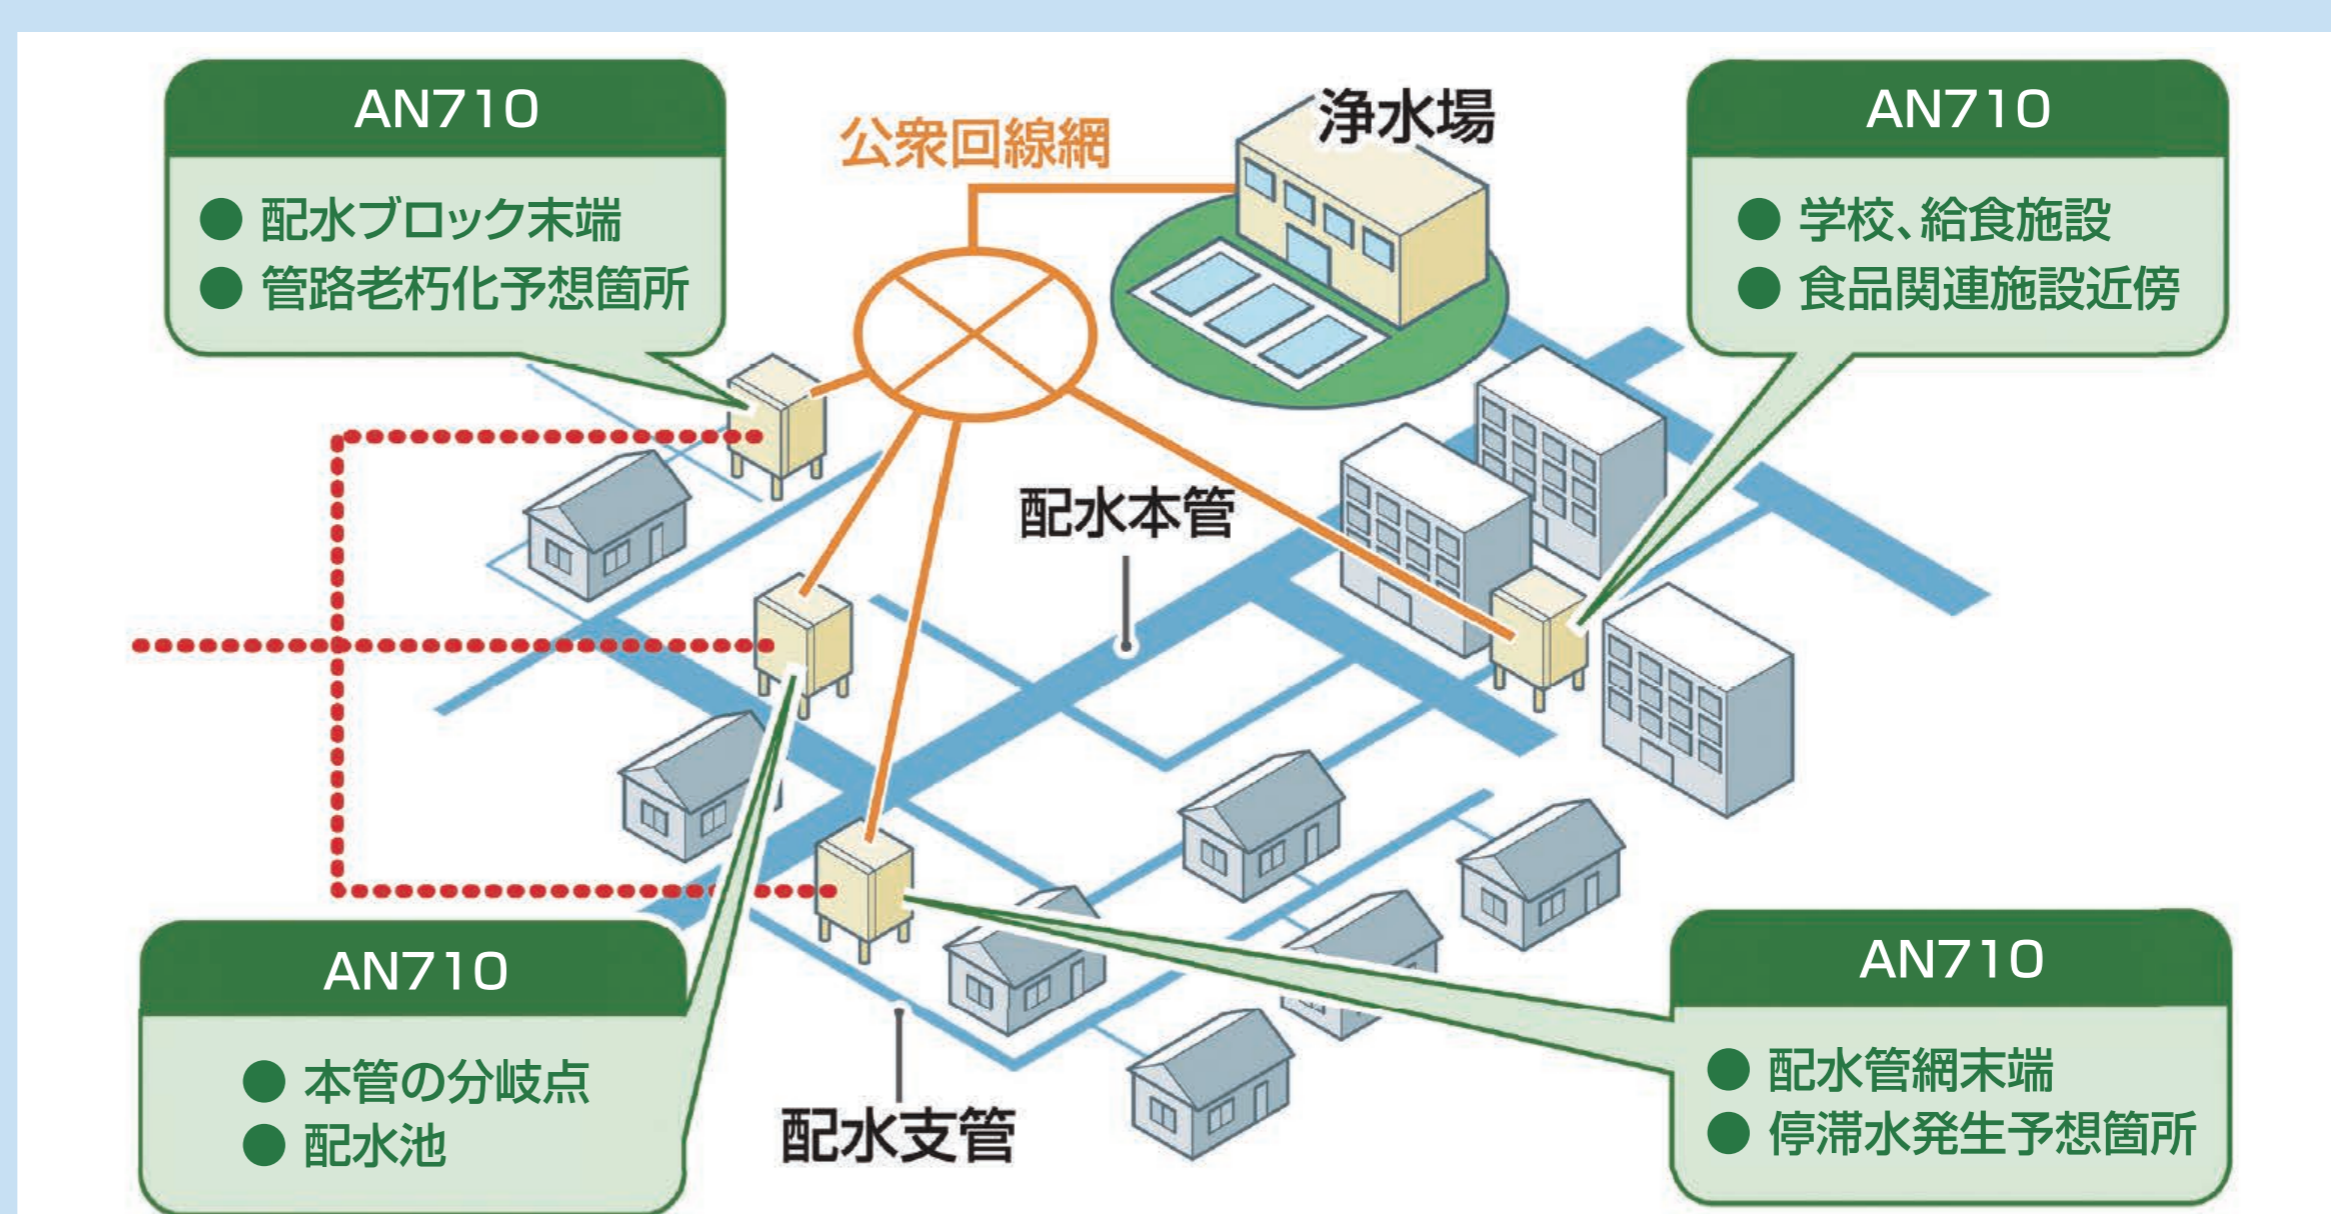 AN710
● 配水ブロック末端
● 管路老朽化予想箇所
公衆回線網
浄水場
AN710
● 学校、給食施設
● 食品関連施設近傍
配水本管
AN710
● 本管の分岐点
● 配水池
配水支管
AN710
● 配水管網末端
● 停滞水発生予想箇所